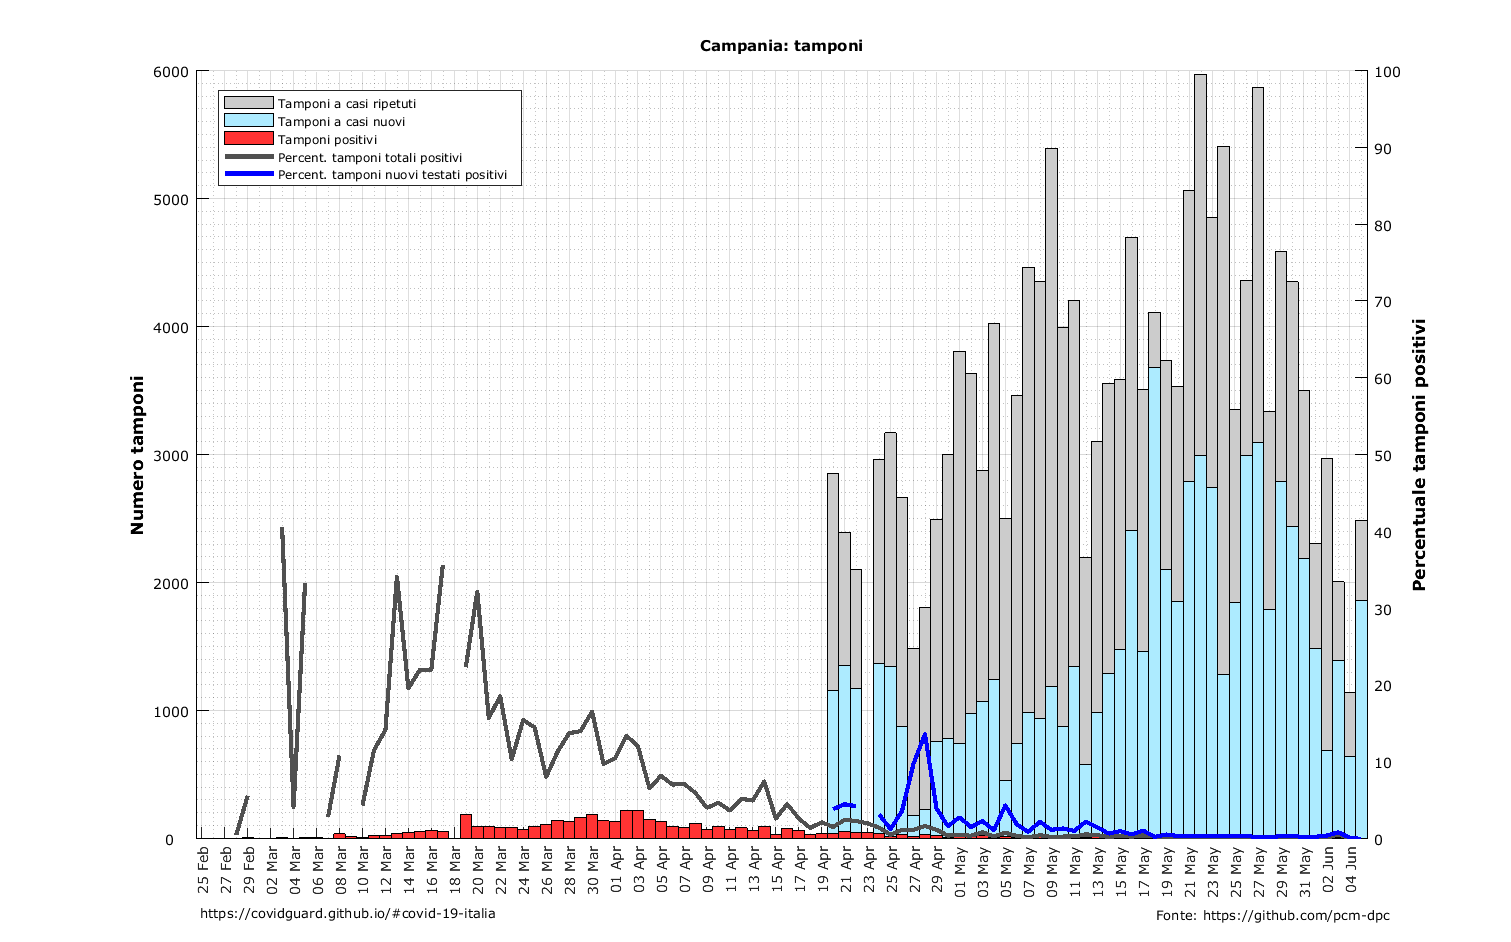 Campania: tamponi
6000
5000
4000
3000
2000
1000
0
Numero tamponi
Tamponi a casi ripetuti
Tamponi a casi nuovi
Tamponi positivi
Percent. tamponi totali positivi
Percent. tamponi nuovi testati positivi
100
90
80
70
60
50
40
30
20
10
0
Percentuale tamponi positivi
25 Feb
27 Feb
29 Feb
02 Mar
04 Mar
06 Mar
08 Mar
10 Mar
12 Mar
14 Mar
16 Mar
18 Mar
20 Mar
22 Mar
24 Mar
26 Mar
28 Mar
30 Mar
01 Apr
03 Apr
05 Apr
07 Apr
09 Apr
11 Apr
13 Apr
15 Apr
17 Apr
19 Apr
21 Apr
23 Apr
25 Apr
27 Apr
29 Apr
01 May
03 May
05 May
07 May
09 May
11 May
13 May
15 May
17 May
19 May
21 May
23 May
25 May
27 May
29 May
31 May
02 Jun
04 Jun
https://covidguard.github.io/#covid-19-italia
Fonte: https://github.com/pcm-dpc